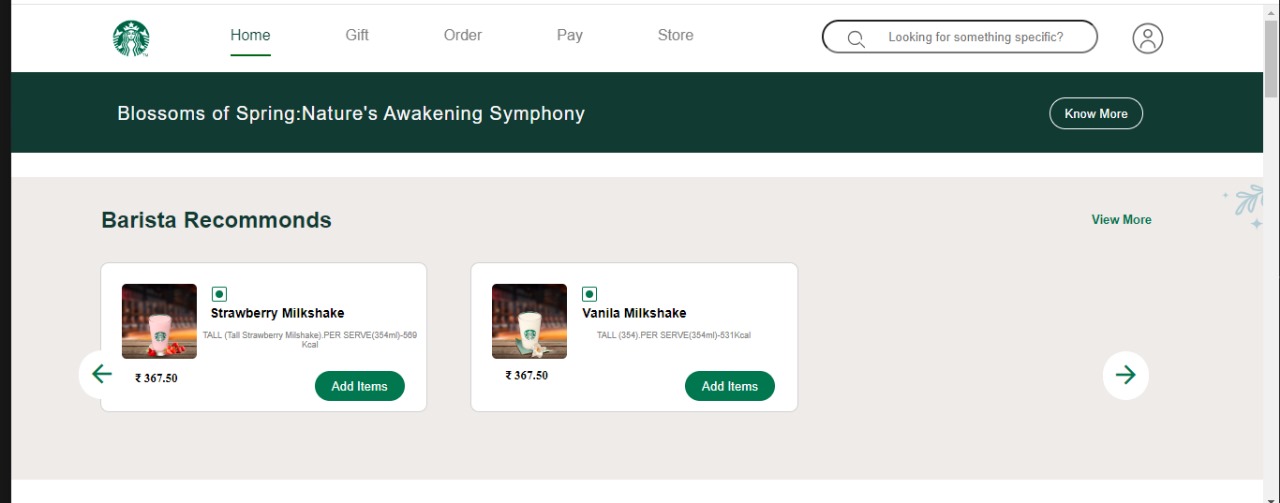 Home Gift Order Pay Store Looking for something specific?
Blossoms of Spring:Nature's Awakening Symphony Know More
Barista Recommonds View More
Strawberry Milkshake
TALL (Tall Strawberry Milshake).PER SERVE(354ml)-569
Kcal
₹ 367.50
Add Items
Vanila Milkshake
TALL (354).PER SERVE(354ml)-531Kcal
₹ 367.50
Add Items